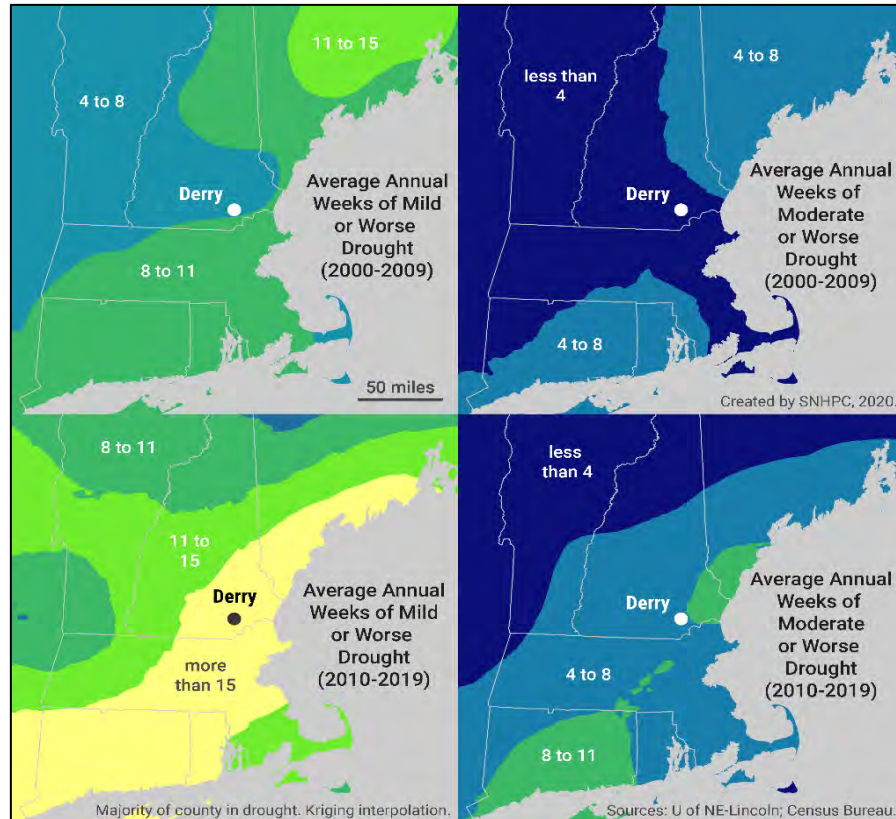 11 to 15
4 to 8
Derry
Average Annual
Weeks of Mild
or Worse
Drought
(2000-2009)
8 to 11
50 miles
less than
4
4 to 8
Derry
Average Annual
Weeks of
Moderate
or Worse
Drought
(2000-2009)
4 to 8
Created by SNHPC, 2020.
8 to 11
11 to
15
Derry
Average Annual
Weeks of Mild
or Worse
Drought
(2010-2019)
more
than 15
Majority of county in drought. Kriging interpolation.
less
than 4
Derry
Average Annual
Weeks of
Moderate
or Worse
Drought
(2010-2019)
4 to 8
8 to 11
Sources: U of NE-Lincoln; Census Bureau.